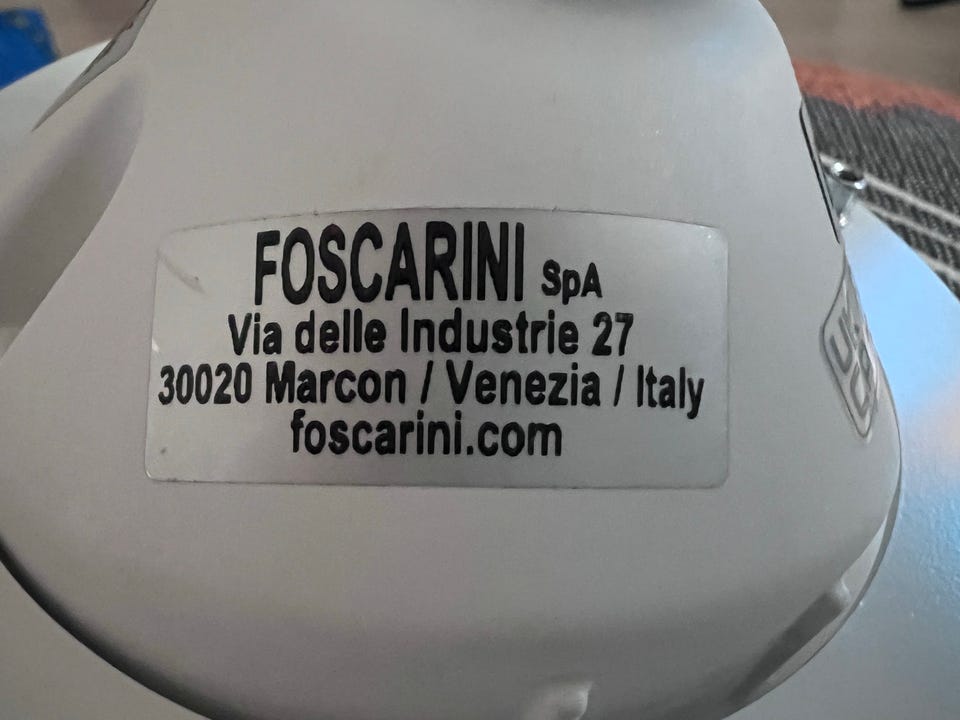 FOSCARINI SpA
Via delle Industrie 27
30020 Marcon / Venezia / Italy
foscarini.com